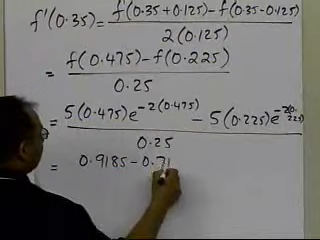 f'(0.35) = f(0.35+0.125) - f(0.35-0.125) / 2(0.125)
= f(0.475) - f(0.225) / 0.25
= 5(0.475)e^-2(0.475) - 5(0.225)e^-2(0.225) / 0.25
= 0.9185 - 0.71